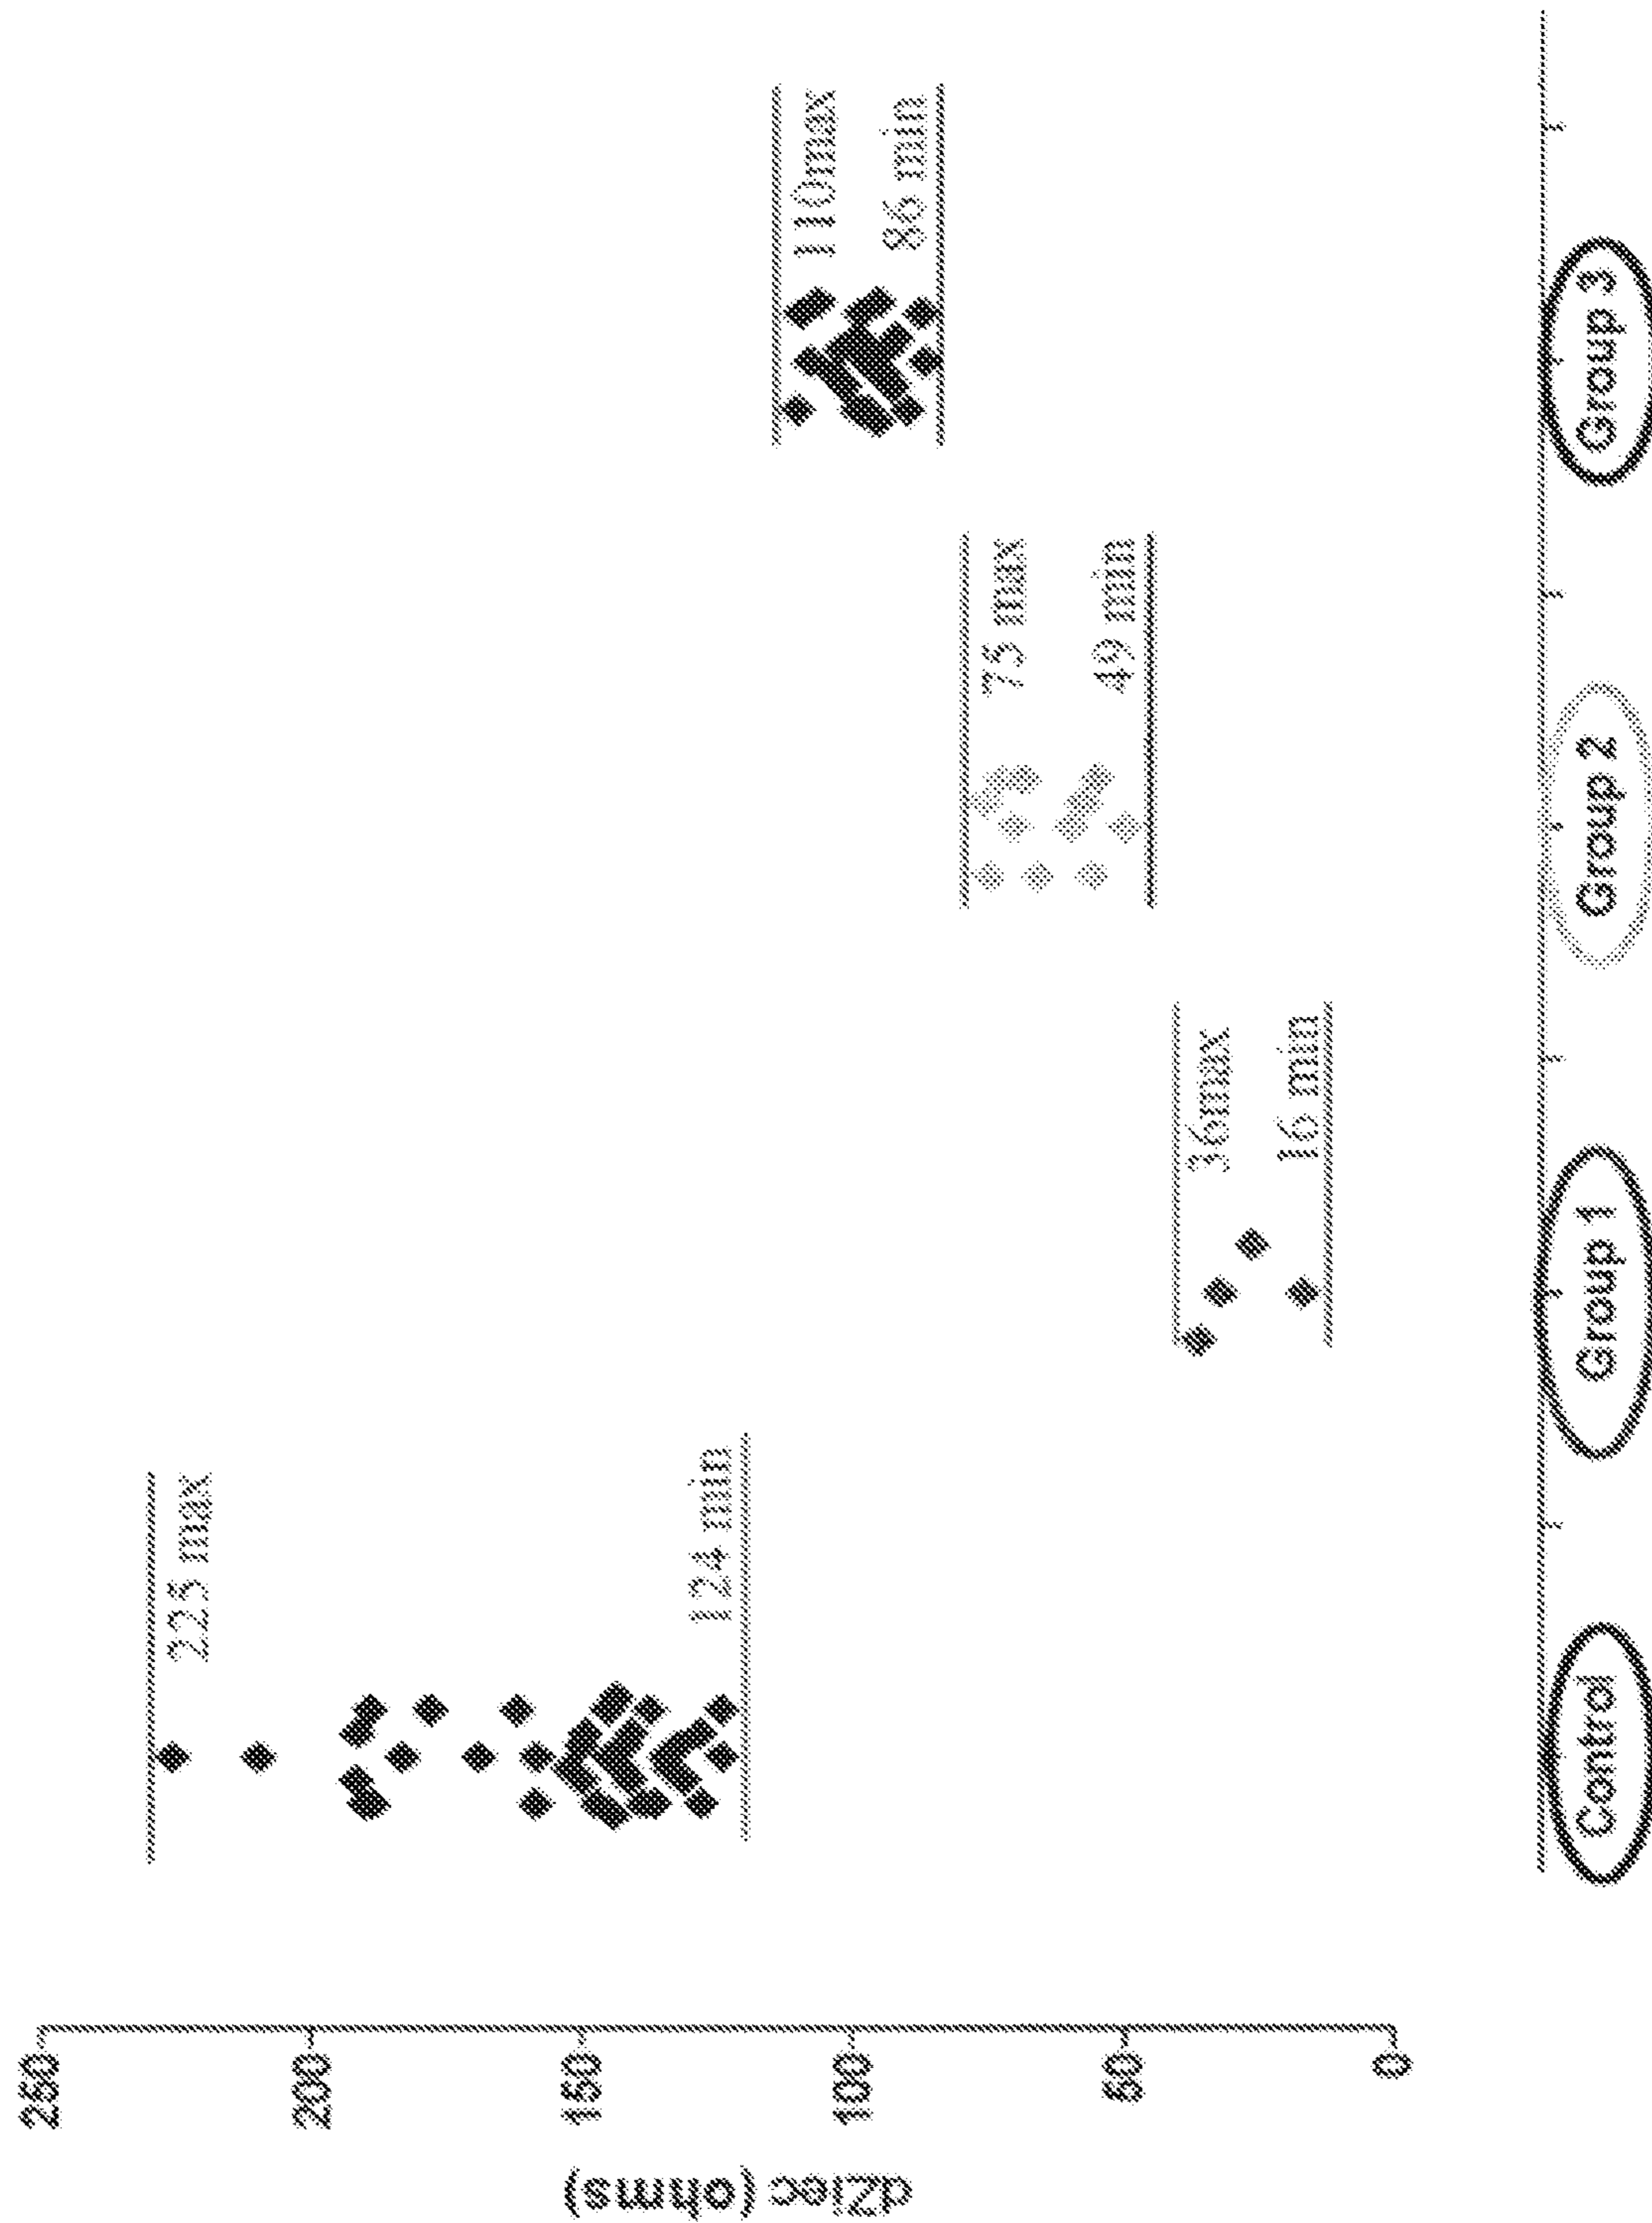 dZiec (ohms)
250
200
150
100
50
0
225 max
124 min
36max
16 min
75 max
49 min
110max
86 min
Control
Group 1
Group 2
Group 3